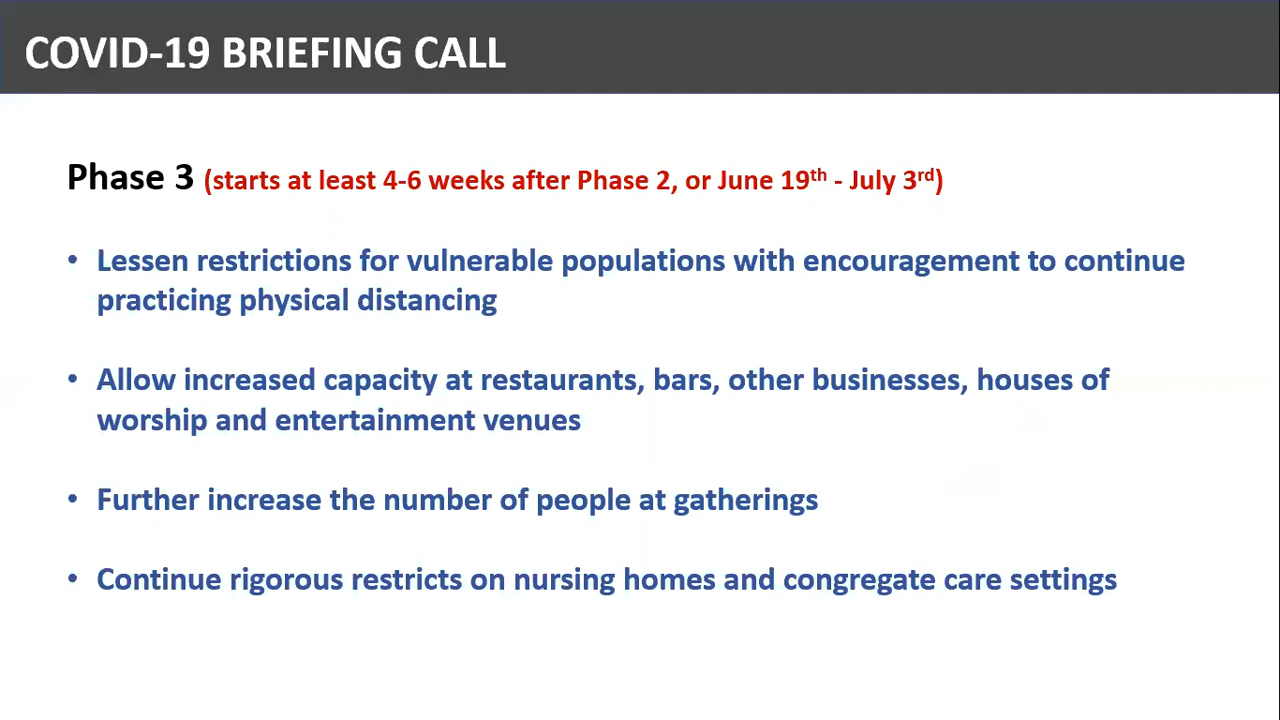 COVID-19 BRIEFING CALL
Phase 3 (starts at least 4-6 weeks after Phase 2, or June 19th - July 3rd)
• Lessen restrictions for vulnerable populations with encouragement to continue
practicing physical distancing
• Allow increased capacity at restaurants, bars, other businesses, houses of
worship and entertainment venues
• Further increase the number of people at gatherings
• Continue rigorous restricts on nursing homes and congregate care settings